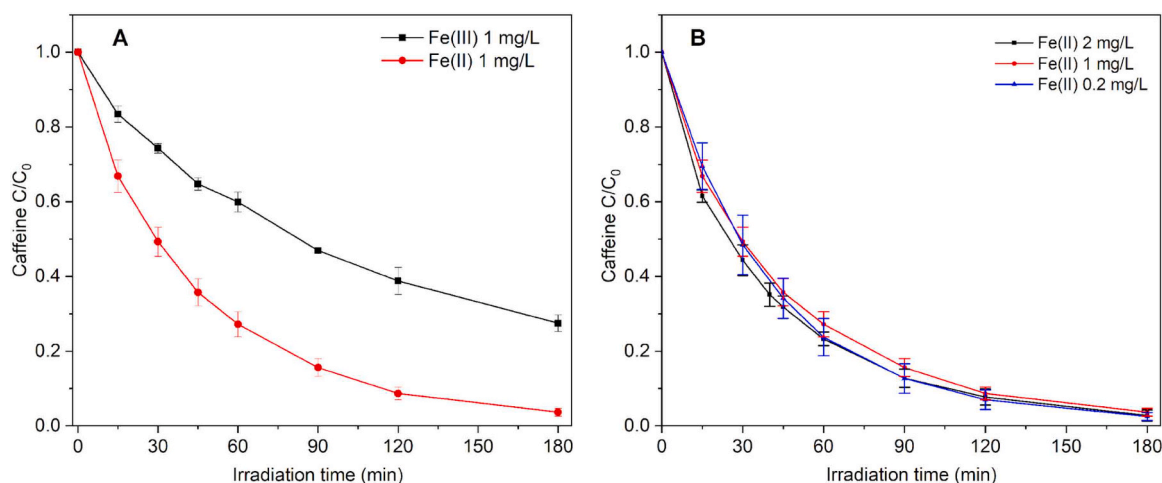 A
Fe(III) 1 mg/L
Fe(II) 1 mg/L
1.0
0.8
0.6
0.4
0.2
0.0
Caffeine C/C₀
0 30 60 90 120 150 180
Irradiation time (min)
B
Fe(II) 2 mg/L
Fe(II) 1 mg/L
Fe(II) 0.2 mg/L
1.0
0.8
0.6
0.4
0.2
0.0
Caffeine C/C₀
0 30 60 90 120 150 180
Irradiation time (min)